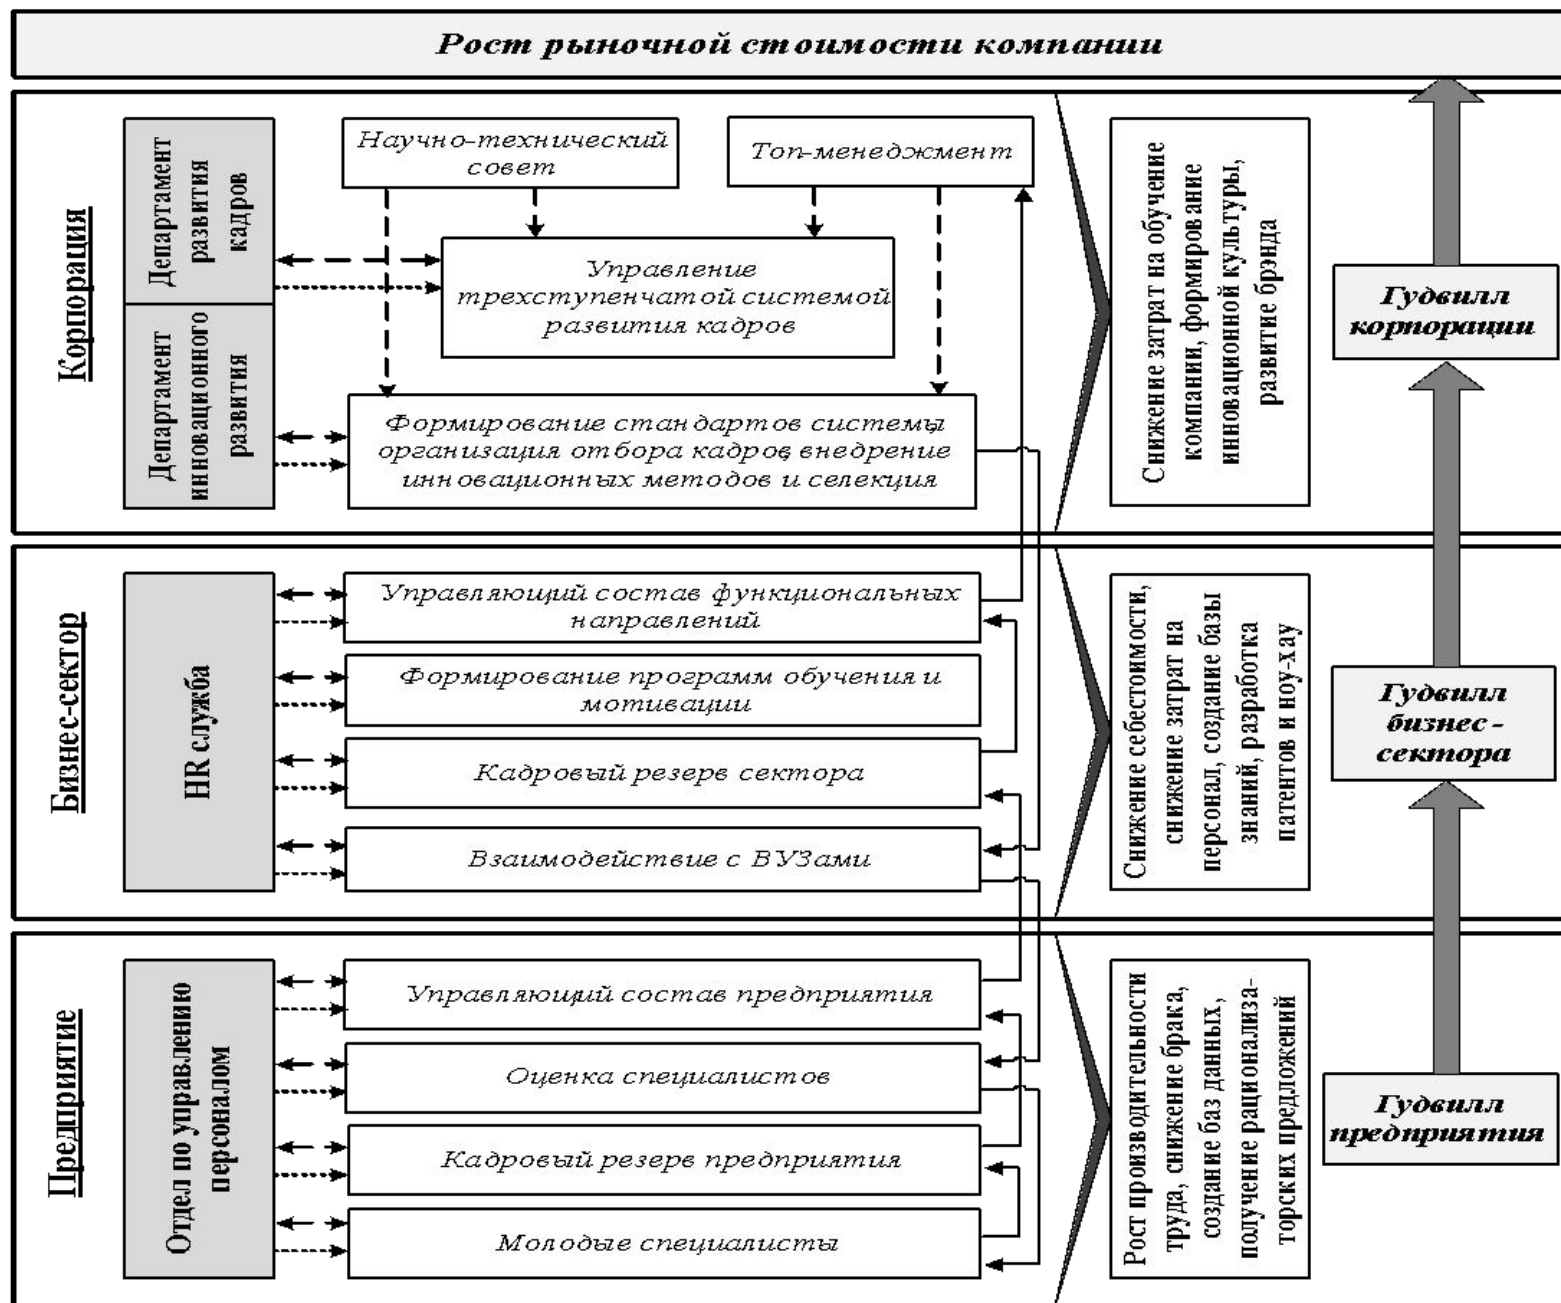 Рост рыночной стоимости компании
Корпорация
Департамент
развития
кадров
Департамент
инновационного
развития
Научно-технический
совет
Топ-менеджмент
Управление
трехступенчатой системой
развития кадров
Формирование стандартов системы,
организация отбора кадров, внедрение
инновационных методов и селекция
Снижение затрат на обучение
компании, формирование
инновационной культуры,
развитие брэнда
Гудвилл
корпорации
Бизнес-сектор
HR служба
Управляющий состав функциональных
направлений
Формирование программ обучения и
мотивации
Кадровый резерв сектора
Взаимодействие с ВУЗами
Снижение себестоимости,
снижение затрат на
персонал, создание базы
знаний, разработка
патентов и ноу-хау
Гудвилл
бизнес-
сектора
Предприятие
Отдел по управлению
персоналом
Управляющий состав предприятия
Оценка специалистов
Кадровый резерв предприятия
Молодые специалисты
Рост производительности
труда, снижение брака,
создание баз данных,
получение рационализа-
торских предложений
Гудвилл
предприятия